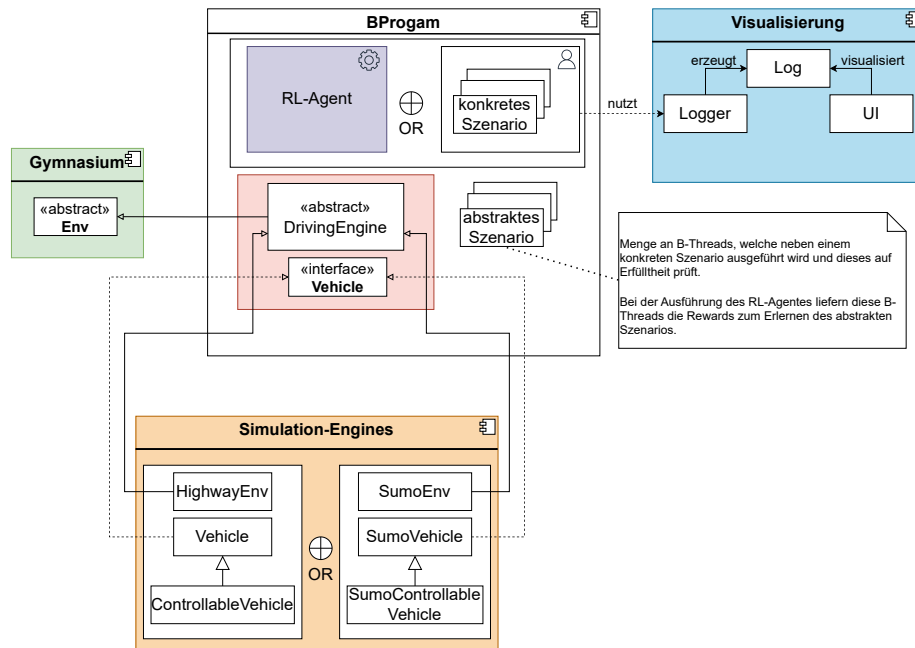 BProgam
RL-Agent
OR
konkretes
Szenario
nutzt
Visualisierung
erzeugt
Log
visualisiert
Logger
UI
Gymnasium
«abstract»
Env
«abstract»
DrivingEngine
«interface»
Vehicle
abstraktes
Szenario
Menge an B-Threads, welche neben einem
konkreten Szenario ausgeführt wird und dieses auf
Erfülltheit prüft.
Bei der Ausführung des RL-Agentes liefern diese B-
Threads die Rewards zum Erlernen des abstrakten
Szenarios.
Simulation-Engines
HighwayEnv
Vehicle
ControllableVehicle
OR
SumoEnv
SumoVehicle
SumoControllable
Vehicle